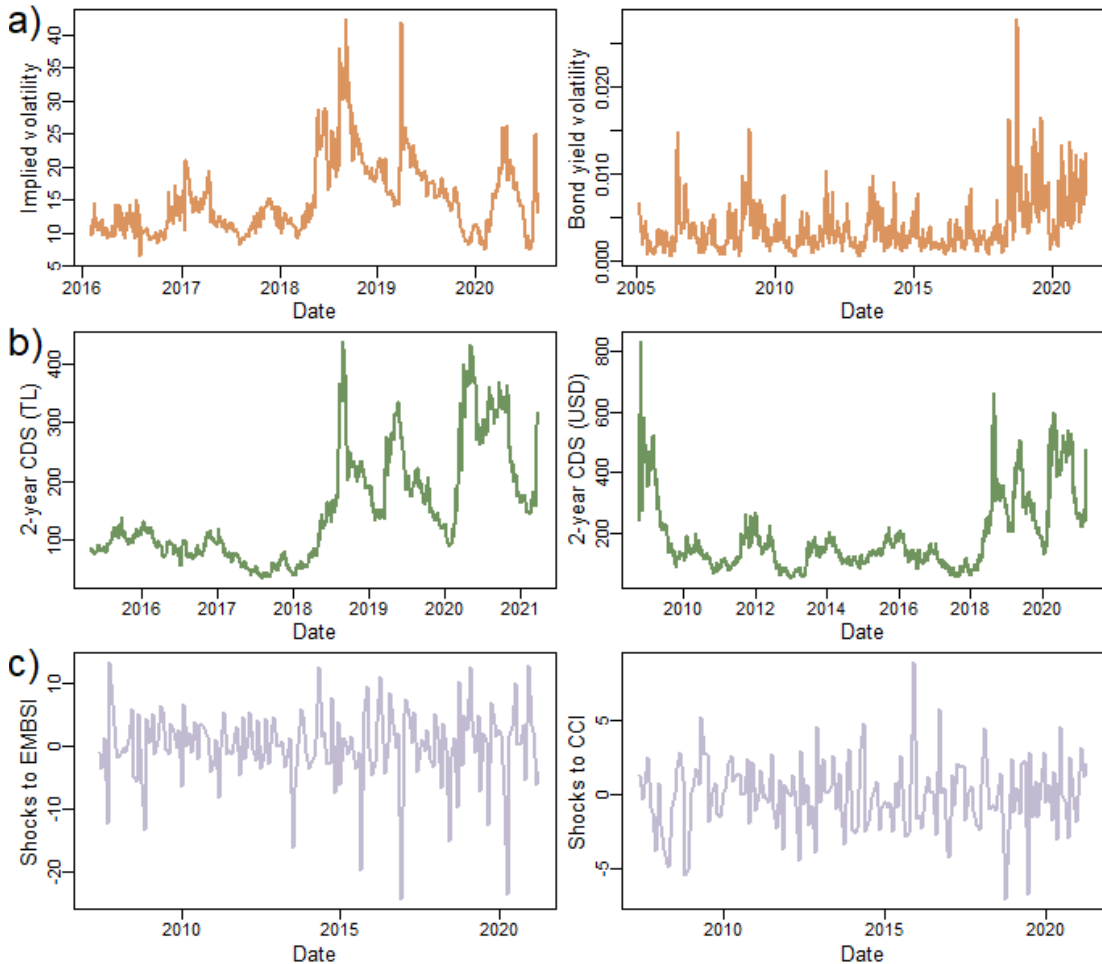 a)
Implied volatility
5 10 15 20 25 30 35 40
2016 2017 2018 2019 2020
Date
Bond yield volatility
0.000 0.010 0.020
2005 2010 2015 2020
Date
b)
2-year CDS (TL)
100 200 300 400
2016 2017 2018 2019 2020 2021
Date
2-year CDS (USD)
200 400 600 800
2010 2012 2014 2016 2018 2020
Date
c)
Shocks to EMBSI
-20 -10 0 10
2010 2015 2020
Date
Shocks to CCI
-5 0 5
2010 2015 2020
Date